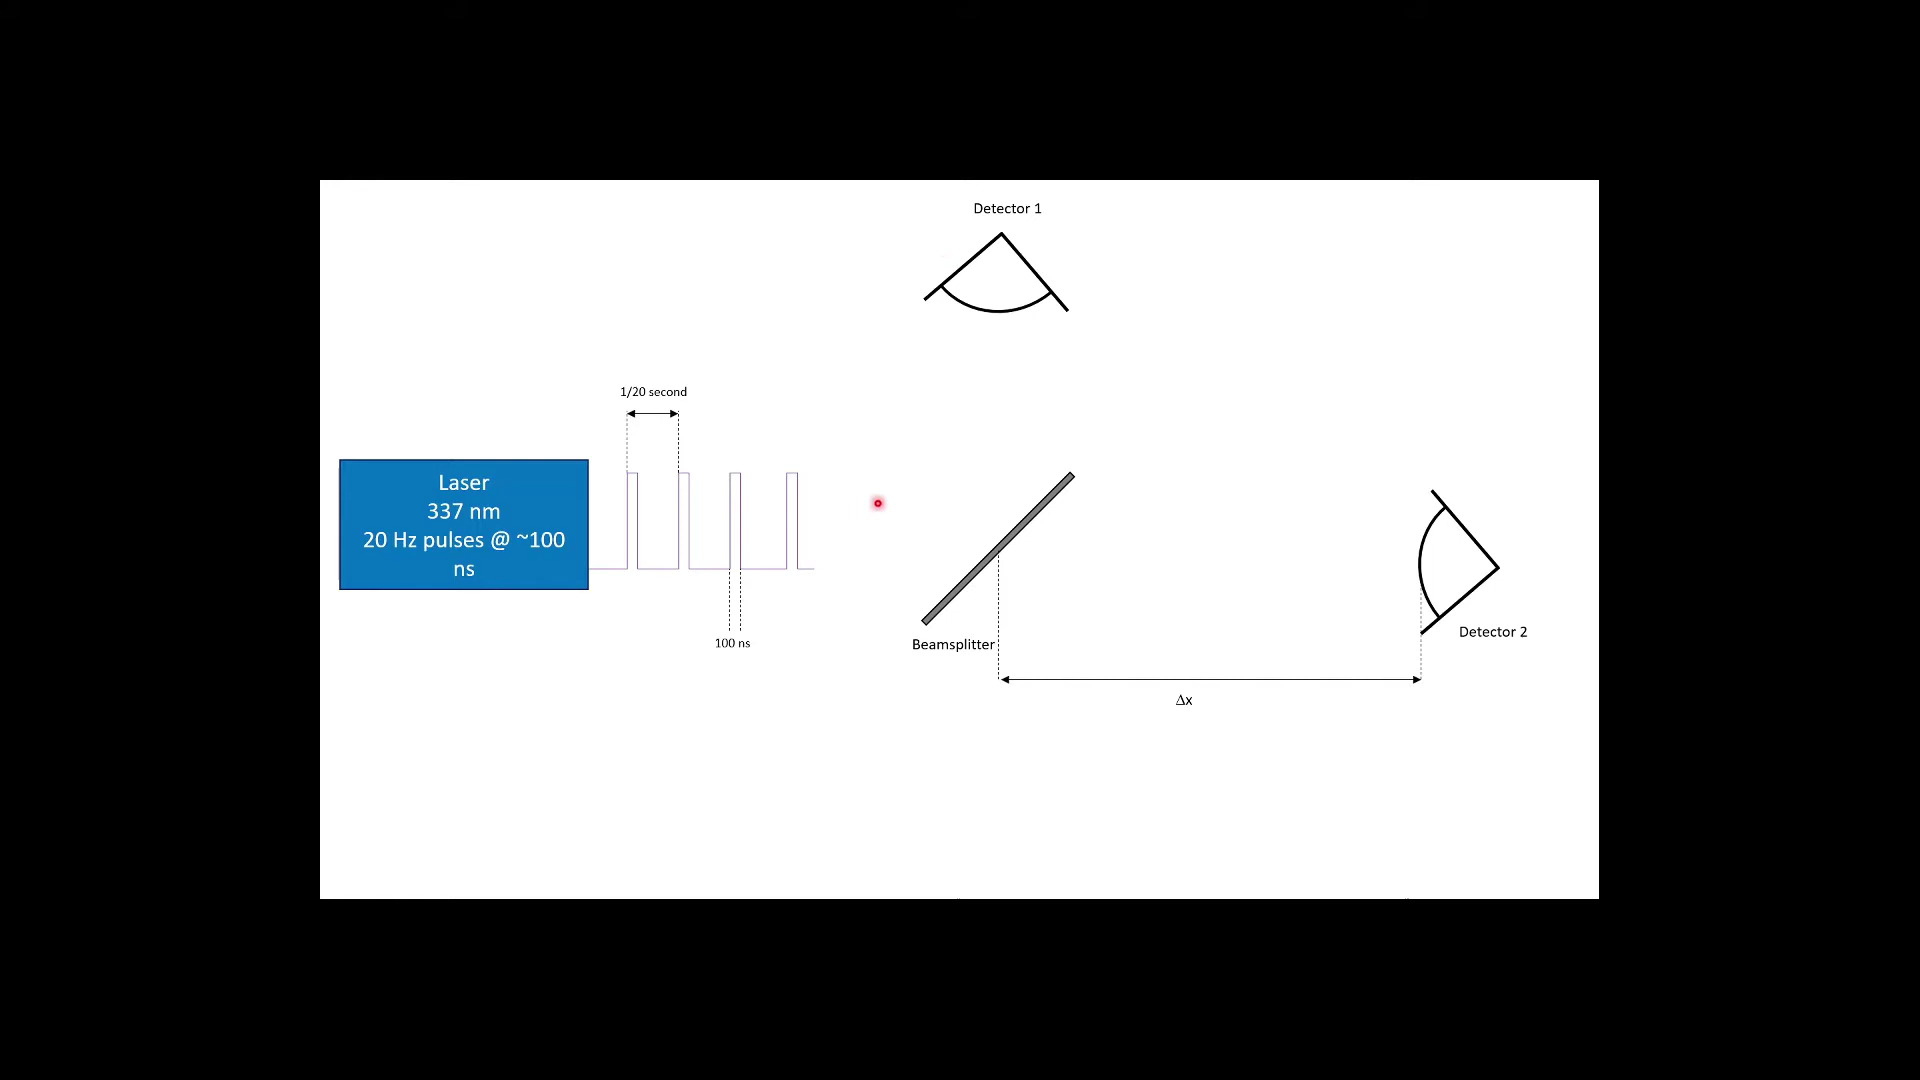 Detector 1
1/20 second
Laser
337 nm
20 Hz pulses @ ~100
ns
100 ns
Beamsplitter
Detector 2
Δx